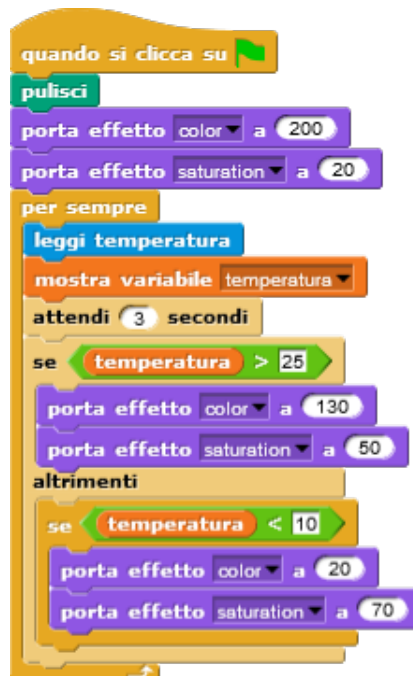 quando si clicca su
pulisci
porta effetto color a 200
porta effetto saturation a 20
per sempre
leggi temperatura
mostra variabile temperatura
attendi 3 secondi
se temperatura > 25
porta effetto color a 130
porta effetto saturation a 50
altrimenti
se temperatura < 10
porta effetto color a 20
porta effetto saturation a 70